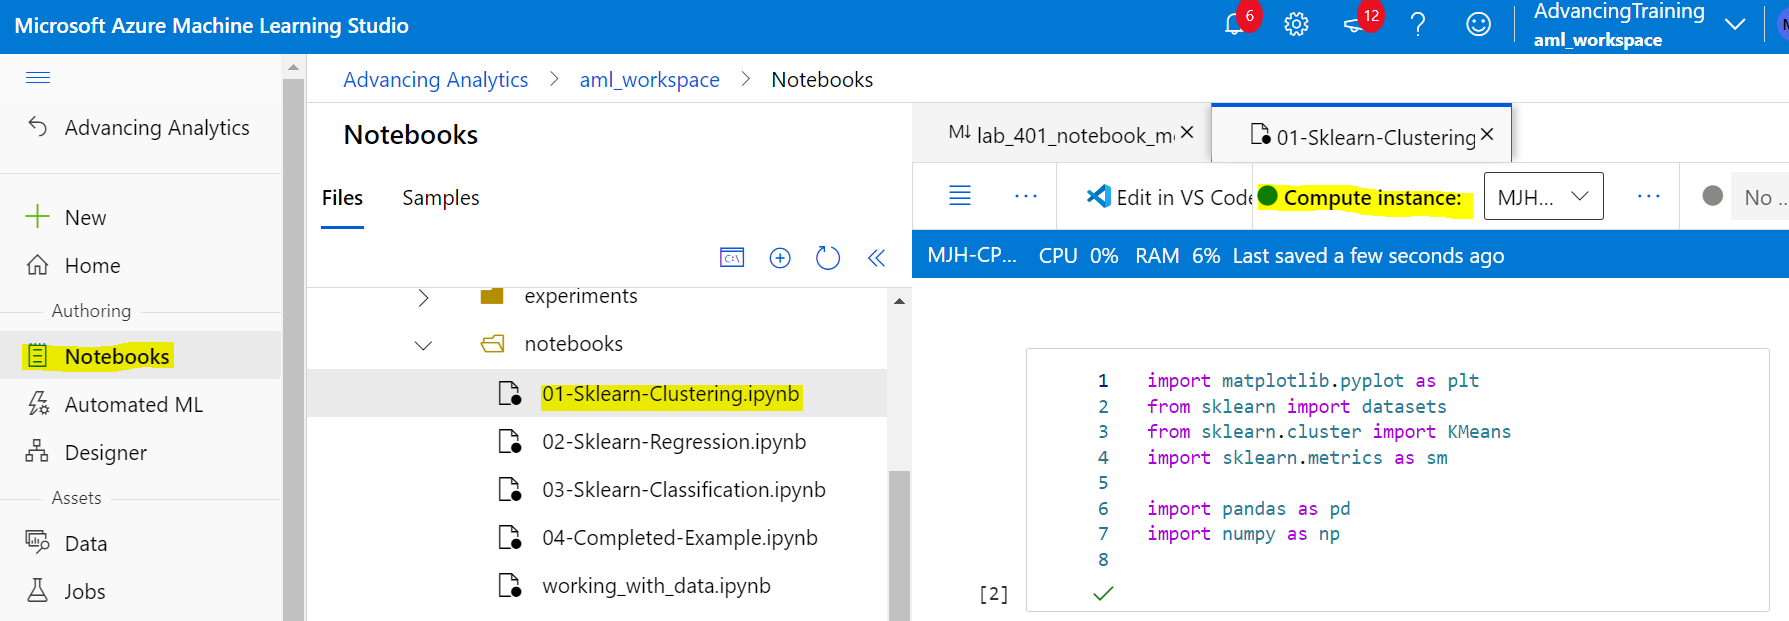 Microsoft Azure Machine Learning Studio
6
12
AdvancingTraining
aml_workspace
Advancing Analytics
New
Home
Authoring
Notebooks
Automated ML
Designer
Assets
Data
Jobs
Advancing Analytics > aml_workspace > Notebooks
Notebooks
Files Samples
experiments
notebooks
01-Sklearn-Clustering.ipynb
02-Sklearn-Regression.ipynb
03-Sklearn-Classification.ipynb
04-Completed-Example.ipynb
working_with_data.ipynb
M↓ lab_401_notebook_m
01-Sklearn-Clustering
... Edit in VS Code Compute instance: MJH... ... No ...
MJH-CP... CPU 0% RAM 6% Last saved a few seconds ago
1 import matplotlib.pyplot as plt
2 from sklearn import datasets
3 from sklearn.cluster import KMeans
4 import sklearn.metrics as sm
5
6 import pandas as pd
7 import numpy as np
8
[2]